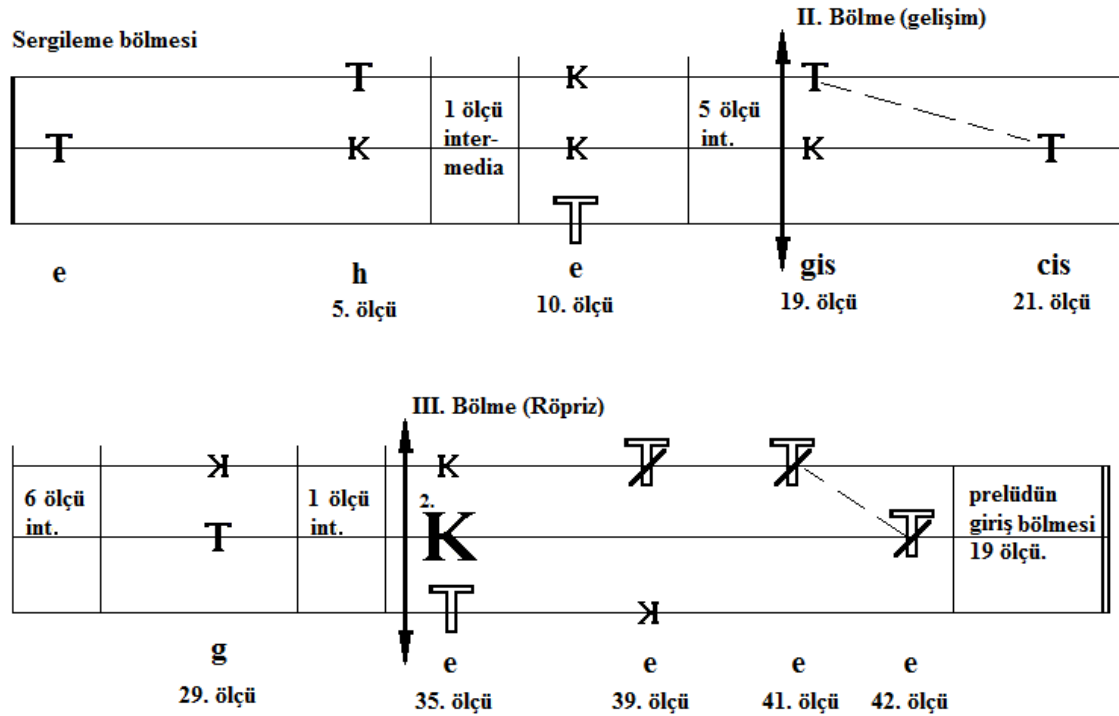 II. Bölme (gelişim)
Sergileme bölmesi
T K
T K K
1 ölçü
inter-
media
5 ölçü
int.
T K K T
T
e h e gis cis
5. ölçü 10. ölçü 19. ölçü 21. ölçü
III. Bölme (Röpriz)
K K T T
6 ölçü
int.
1 ölçü
int.
2.
T K T
prelüdün
giriş bölmesi
19 ölçü.
T K
g e e e e
29. ölçü 35. ölçü 39. ölçü 41. ölçü 42. ölçü